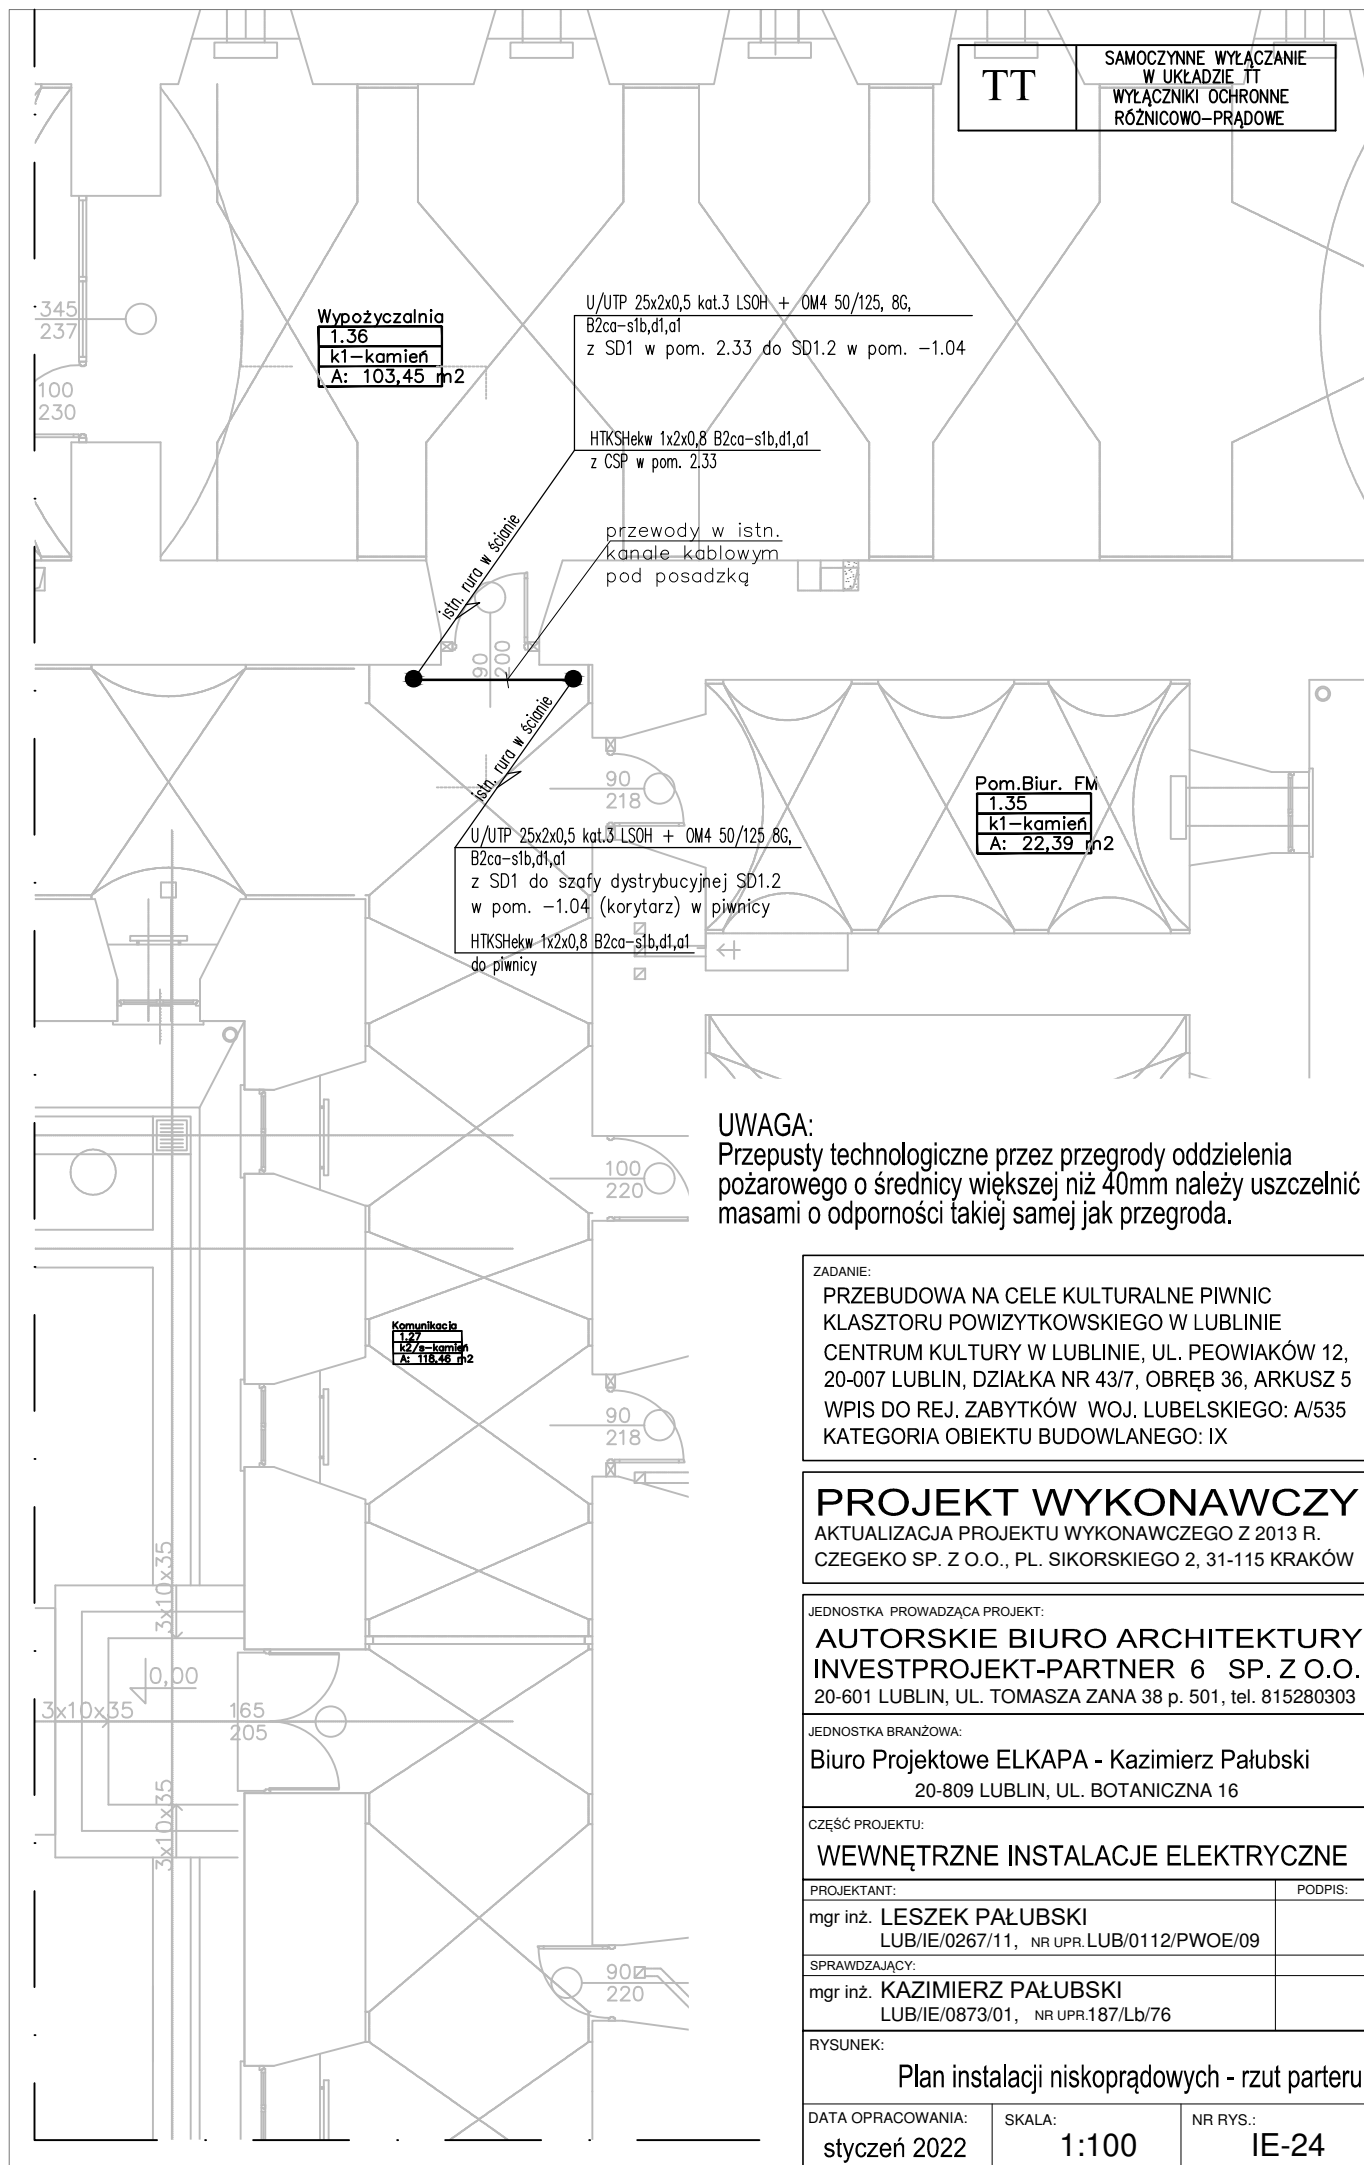 TT
SAMOCZYNNE WYŁĄCZANIE
W UKŁADZIE TT
WYŁĄCZNIKI OCHRONNE
RÓŻNICOWO-PRĄDOWE
345
237
100
230
Wypożyczalnia
1.36
k1-kamień
A: 103,45 m2
U/UTP 25x2x0,5 kat.3 LSOH + OM4 50/125, 8G,
B2ca-s1b,d1,a1
z SD1 w pom. 2.33 do SD1.2 w pom. -1.04
HTKSHekw 1x2x0,8 B2ca-s1b,d1,a1
z CSP w pom. 2.33
istn. rura w ścianie
przewody w istn.
kanale kablowym
pod posadzką
90
200
istn. rura w ścianie
90
218
Pom.Biur. FM
1.35
k1-kamień
A: 22,39 m2
U/UTP 25x2x0,5 kat.3 LSOH + OM4 50/125 8G,
B2ca-s1b,d1,a1
z SD1 do szafy dystrybucyjnej SD1.2
w pom. -1.04 (korytarz) w piwnicy
HTKSHekw 1x2x0,8 B2ca-s1b,d1,a1
do piwnicy
UWAGA:
Przepusty technologiczne przez przegrody oddzielenia
pożarowego o średnicy większej niż 40mm należy uszczelnić
masami o odporności takiej samej jak przegroda.
100
220
Komunikacja
1.27
k2/s-kamień
A: 118,46 m2
90
218
3x10x35
0,00
3x10x35
165
205
3x10x35
90
220
ZADANIE:
PRZEBUDOWA NA CELE KULTURALNE PIWNIC
KLASZTORU POWIZYTKOWSKIEGO W LUBLINIE
CENTRUM KULTURY W LUBLINIE, UL. PEOWIAKÓW 12,
20-007 LUBLIN, DZIAŁKA NR 43/7, OBRĘB 36, ARKUSZ 5
WPIS DO REJ. ZABYTKÓW WOJ. LUBELSKIEGO: A/535
KATEGORIA OBIEKTU BUDOWLANEGO: IX
PROJEKT WYKONAWCZY
AKTUALIZACJA PROJEKTU WYKONAWCZEGO Z 2013 R.
CZEGEKO SP. Z O.O., PL. SIKORSKIEGO 2, 31-115 KRAKÓW
JEDNOSTKA PROWADZĄCA PROJEKT:
AUTORSKIE BIURO ARCHITEKTURY
INVESTPROJEKT-PARTNER 6 SP. Z O.O.
20-601 LUBLIN, UL. TOMASZA ZANA 38 p. 501, tel. 815280303
JEDNOSTKA BRANŻOWA:
Biuro Projektowe ELKAPA - Kazimierz Pałubski
20-809 LUBLIN, UL. BOTANICZNA 16
CZĘŚĆ PROJEKTU:
WEWNĘTRZNE INSTALACJE ELEKTRYCZNE
PROJEKTANT: PODPIS:
mgr inż. LESZEK PAŁUBSKI
LUB/IE/0267/11, NR UPR. LUB/0112/PWOE/09
SPRAWDZAJĄCY:
mgr inż. KAZIMIERZ PAŁUBSKI
LUB/IE/0873/01, NR UPR.187/Lb/76
RYSUNEK:
Plan instalacji niskoprądowych - rzut parteru
DATA OPRACOWANIA: SKALA: NR RYS.:
styczeń 2022 1:100 IE-24